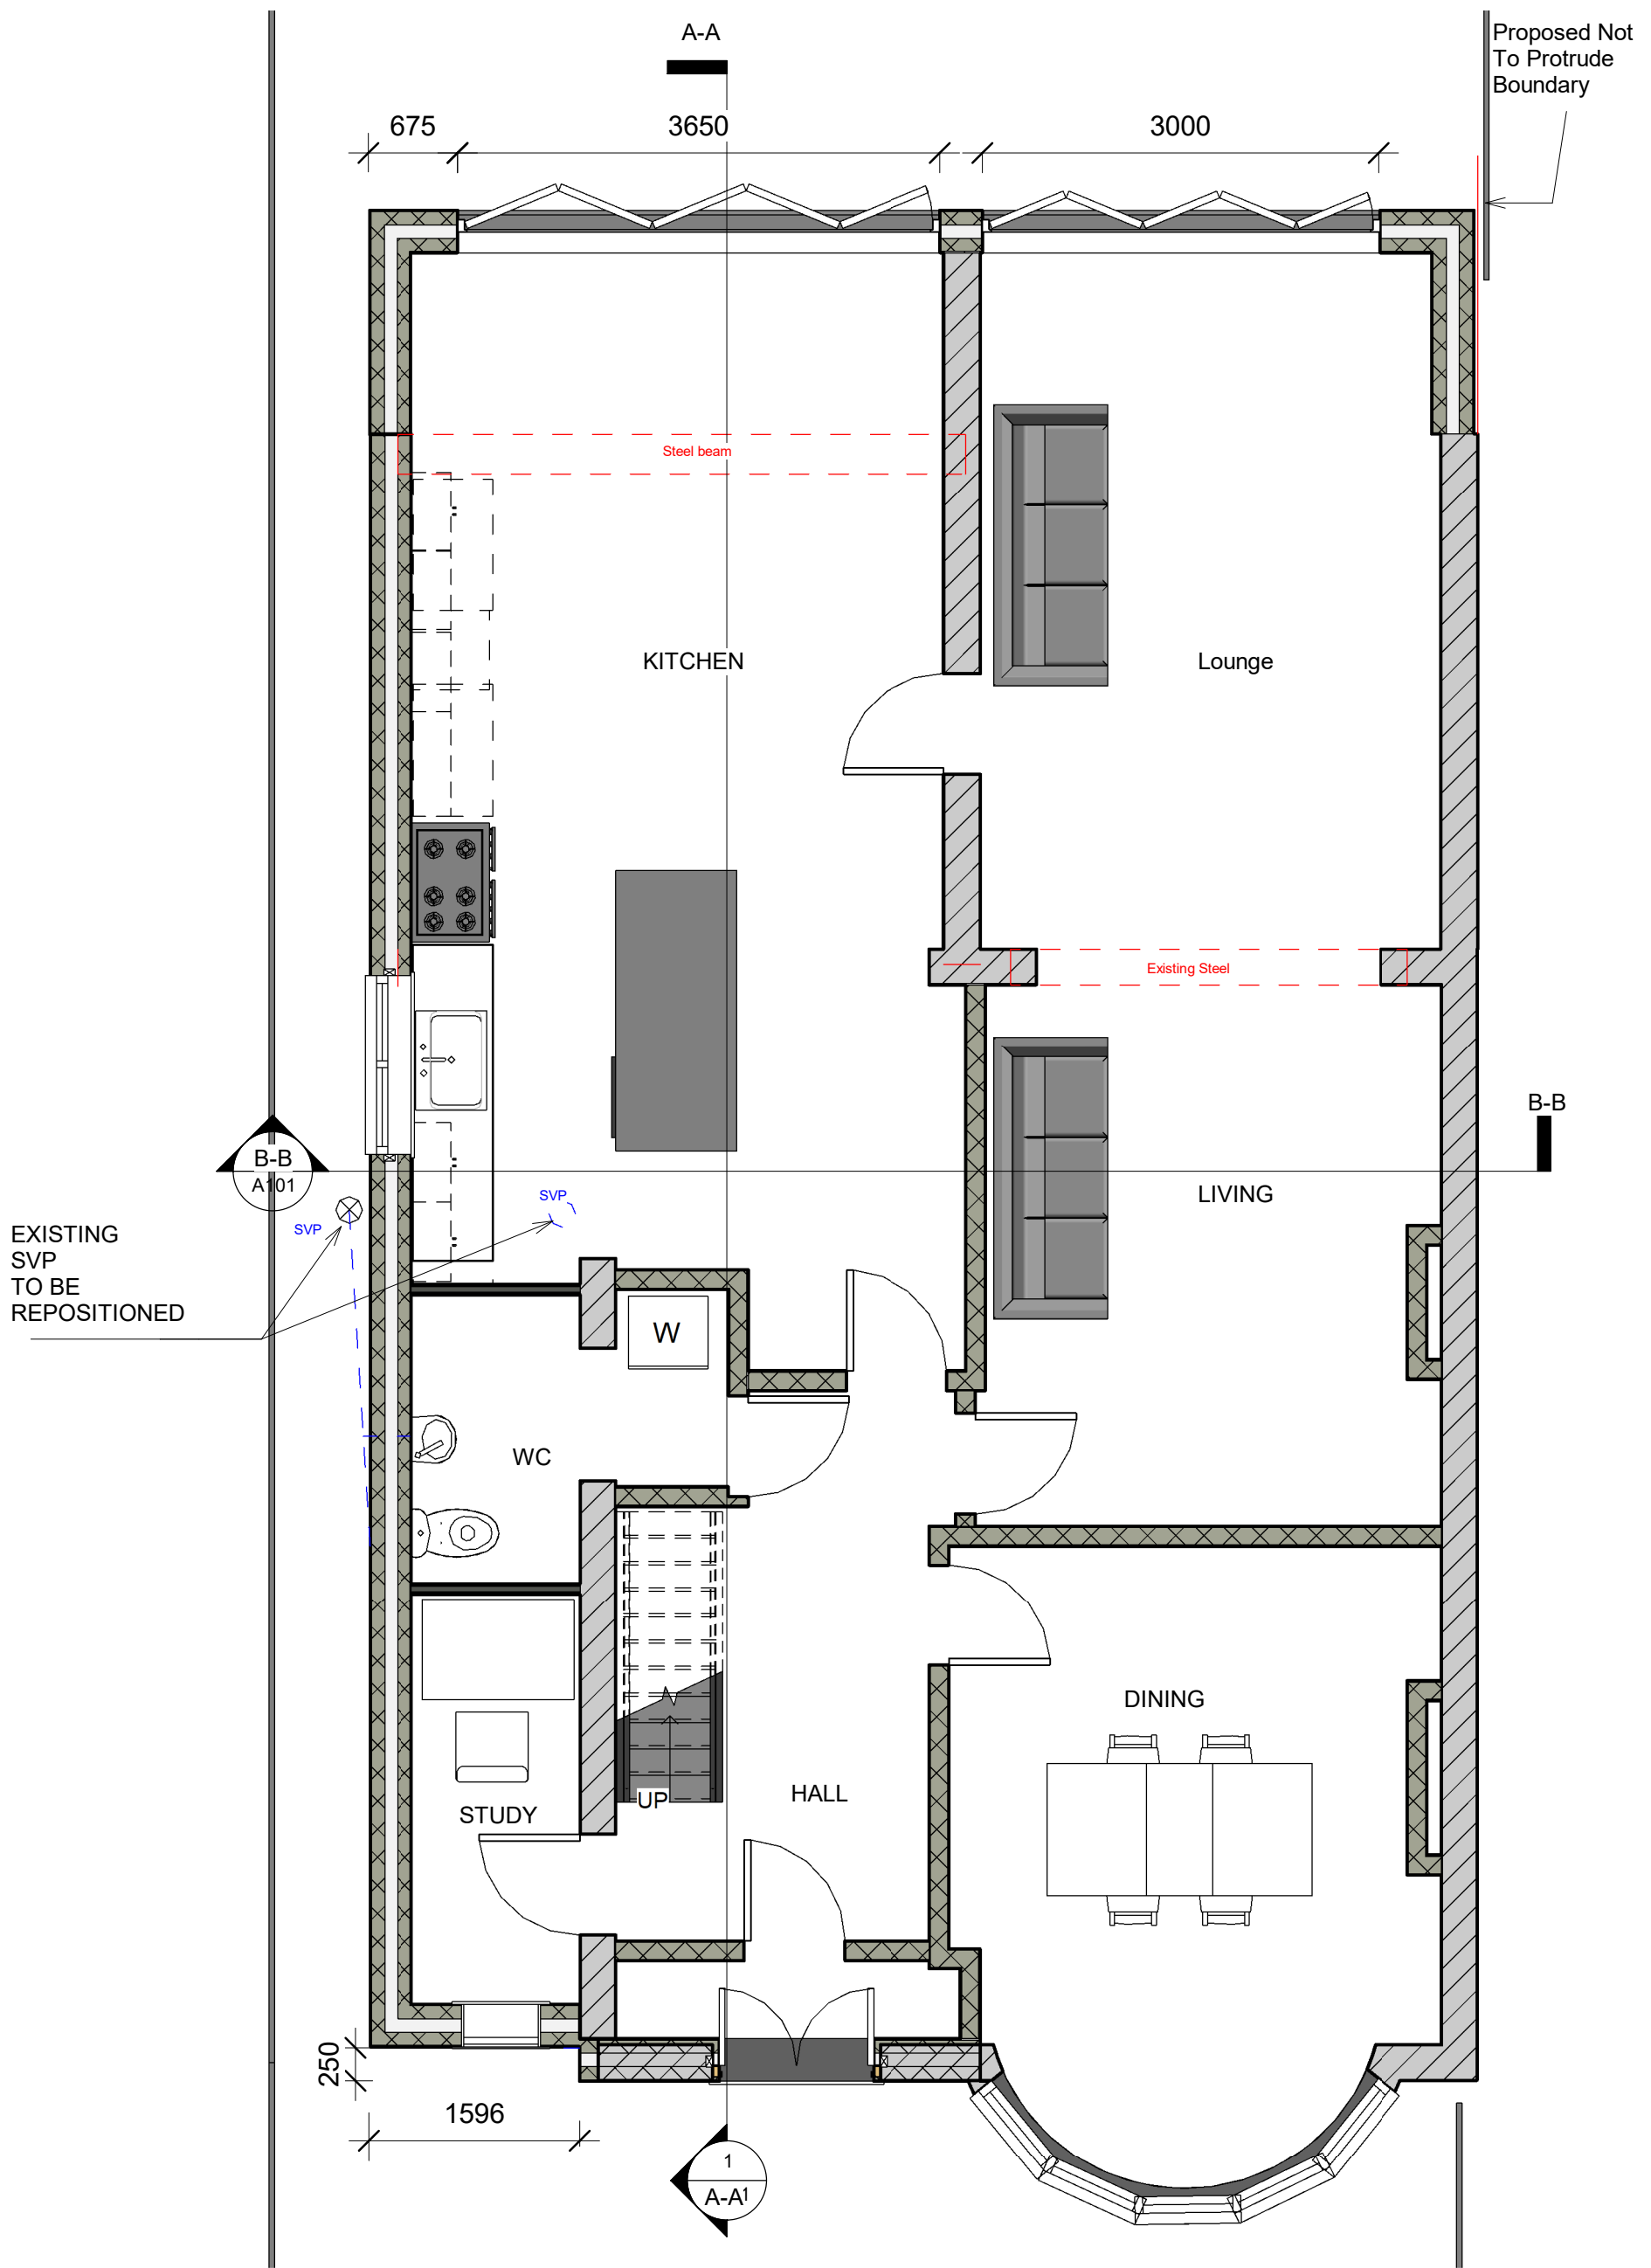 A-A
Proposed Not
To Protrude
Boundary
675
3650
3000
Steel beam
KITCHEN
Lounge
Existing Steel
B-B
B-B
A101
SVP
LIVING
SVP
EXISTING
SVP
TO BE
REPOSITIONED
W
WC
DINING
UP
HALL
STUDY
250
1596
1
A-A1